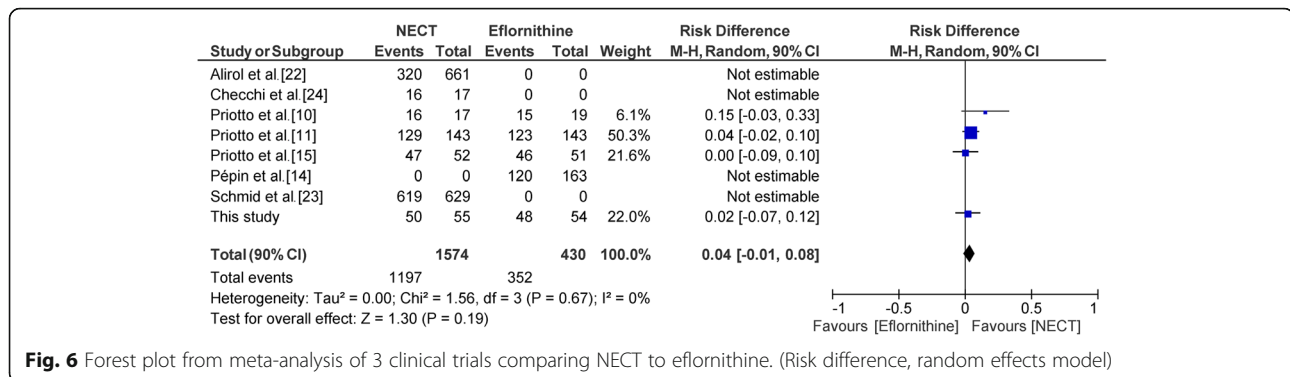 NECT Eflornithine Risk Difference Risk Difference
Study or Subgroup Events Total Events Total Weight M-H, Random, 90% CI M-H, Random, 90% CI
Alirol et al.[22] 320 661 0 0 Not estimable
Checchi et al.[24] 16 17 0 0 Not estimable
Priotto et al.[10] 16 17 15 19 6.1% 0.15 [-0.03, 0.33]
Priotto et al.[11] 129 143 123 143 50.3% 0.04 [-0.02, 0.10]
Priotto et al.[15] 47 52 46 51 21.6% 0.00 [-0.09, 0.10]
Pépin et al.[14] 0 0 120 163 Not estimable
Schmid et al.[23] 619 629 0 0 Not estimable
This study 50 55 48 54 22.0% 0.02 [-0.07, 0.12]
Total (90% CI) 1574 430 100.0% 0.04 [-0.01, 0.08]
Total events 1197 352
Heterogeneity: Tau² = 0.00; Chi² = 1.56, df = 3 (P = 0.67); I² = 0%
Test for overall effect: Z = 1.30 (P = 0.19)
-1 -0.5 0 0.5 1
Favours [Eflornithine] Favours [NECT]
Fig. 6 Forest plot from meta-analysis of 3 clinical trials comparing NECT to eflornithine. (Risk difference, random effects model)